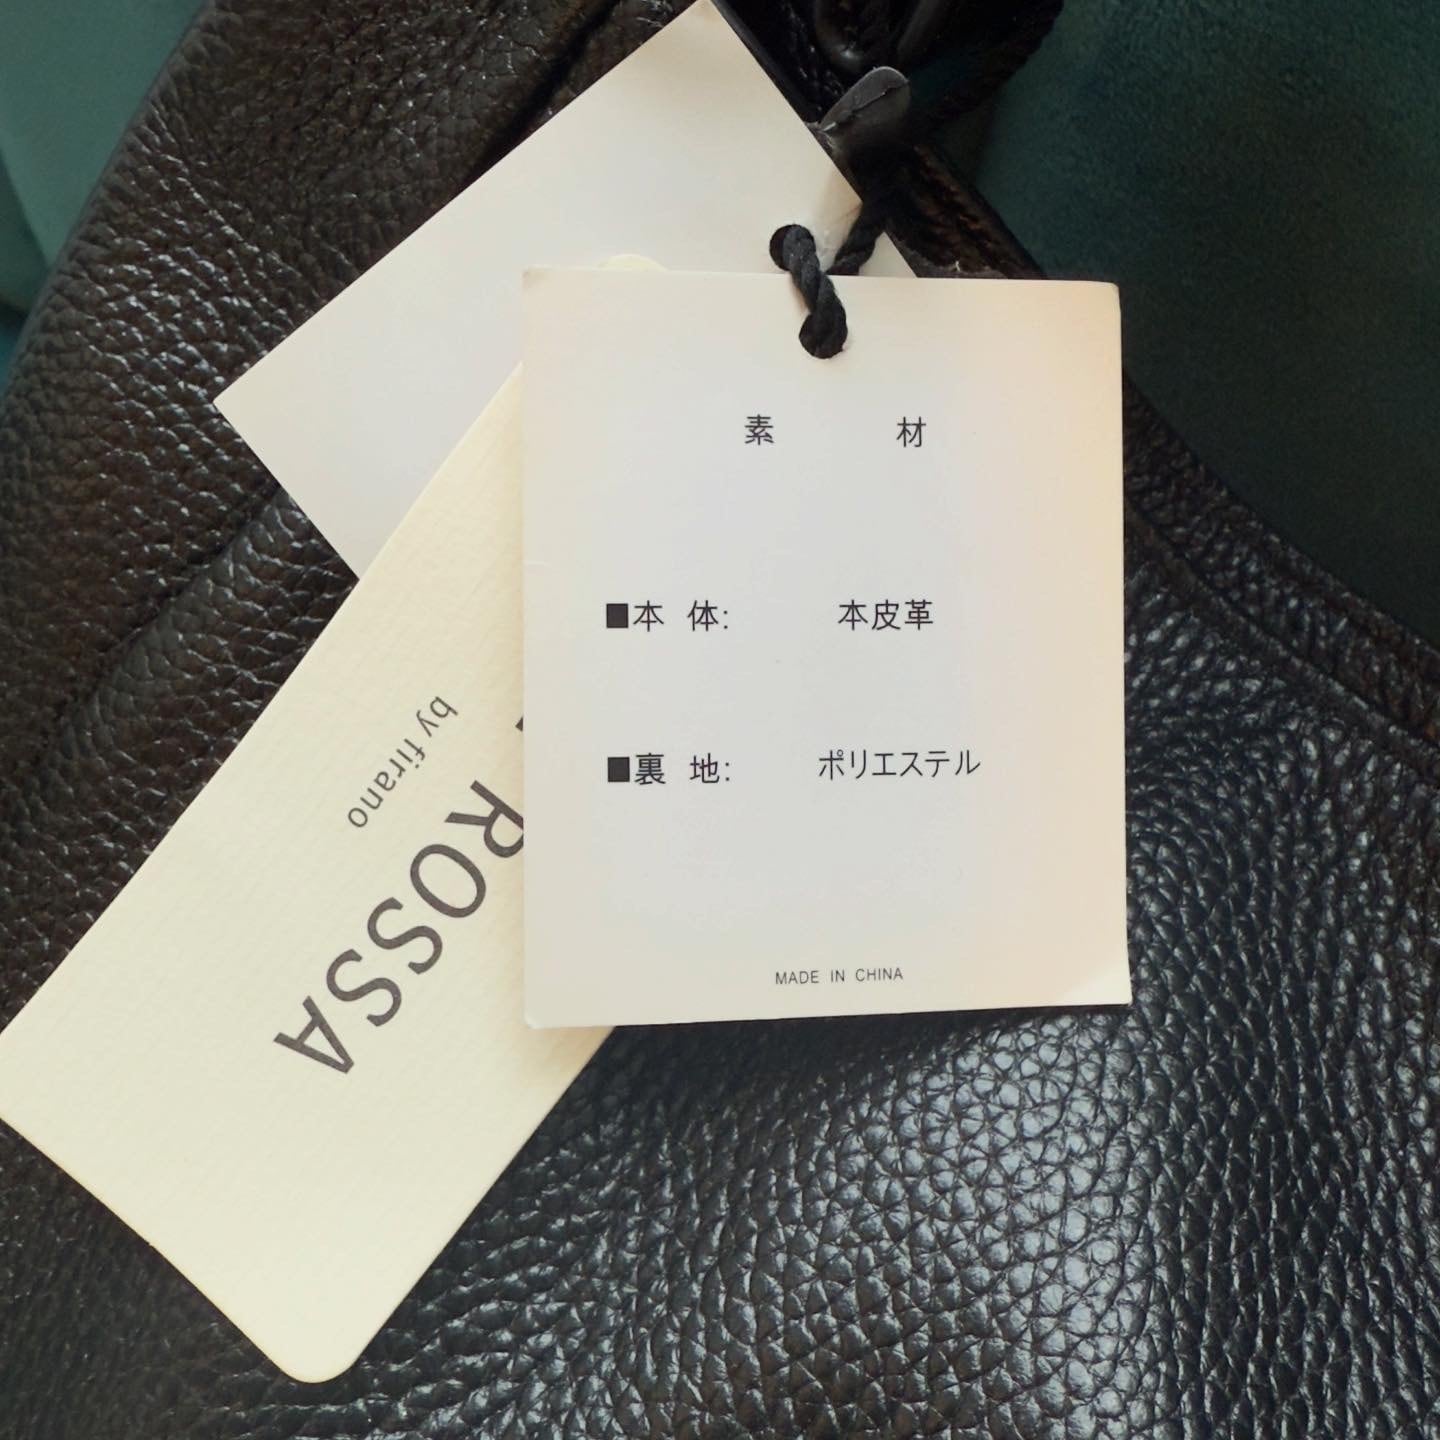 素 材
■本 体: 本皮革
■裏 地: ポリエステル
MADE IN CHINA
ROSSA
by firano